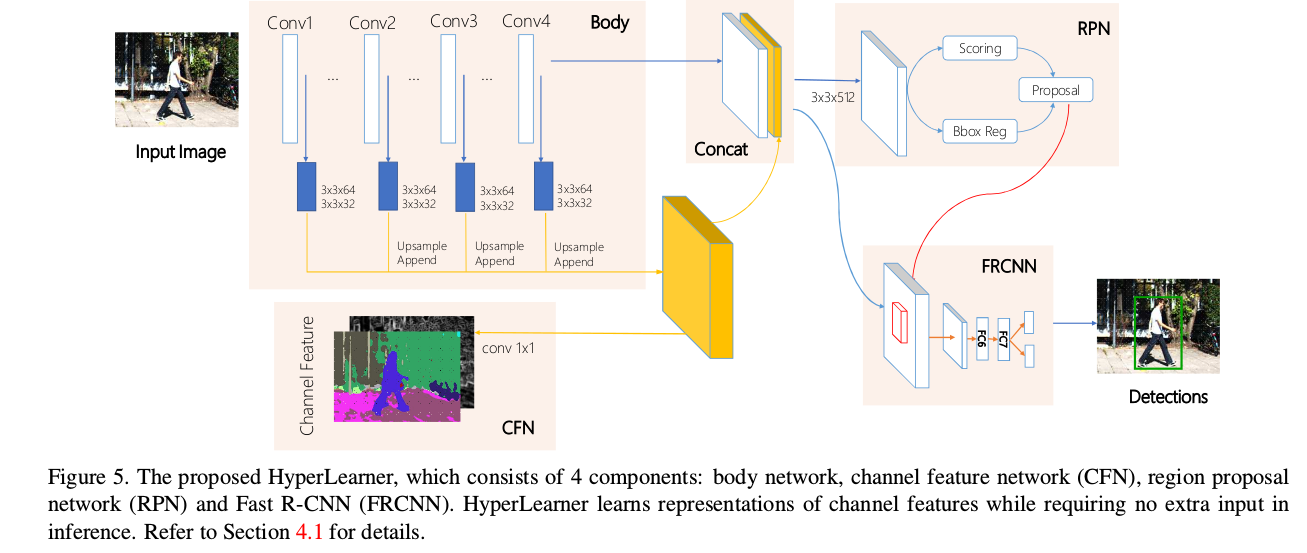 Conv1 Conv2 Conv3 Conv4
Body
RPN
Scoring
... ... ...
Proposal
3x3x512
Bbox Reg
Input Image
Concat
3x3x64 3x3x64 3x3x64 3x3x64
3x3x32 3x3x32 3x3x32 3x3x32
Upsample Upsample Upsample
Append Append Append
FRCNN
FC6
FC7
Channel Feature
conv 1x1
CFN
Detections
Figure 5. The proposed HyperLearner, which consists of 4 components: body network, channel feature network (CFN), region proposal
network (RPN) and Fast R-CNN (FRCNN). HyperLearner learns representations of channel features while requiring no extra input in
inference. Refer to Section 4.1 for details.